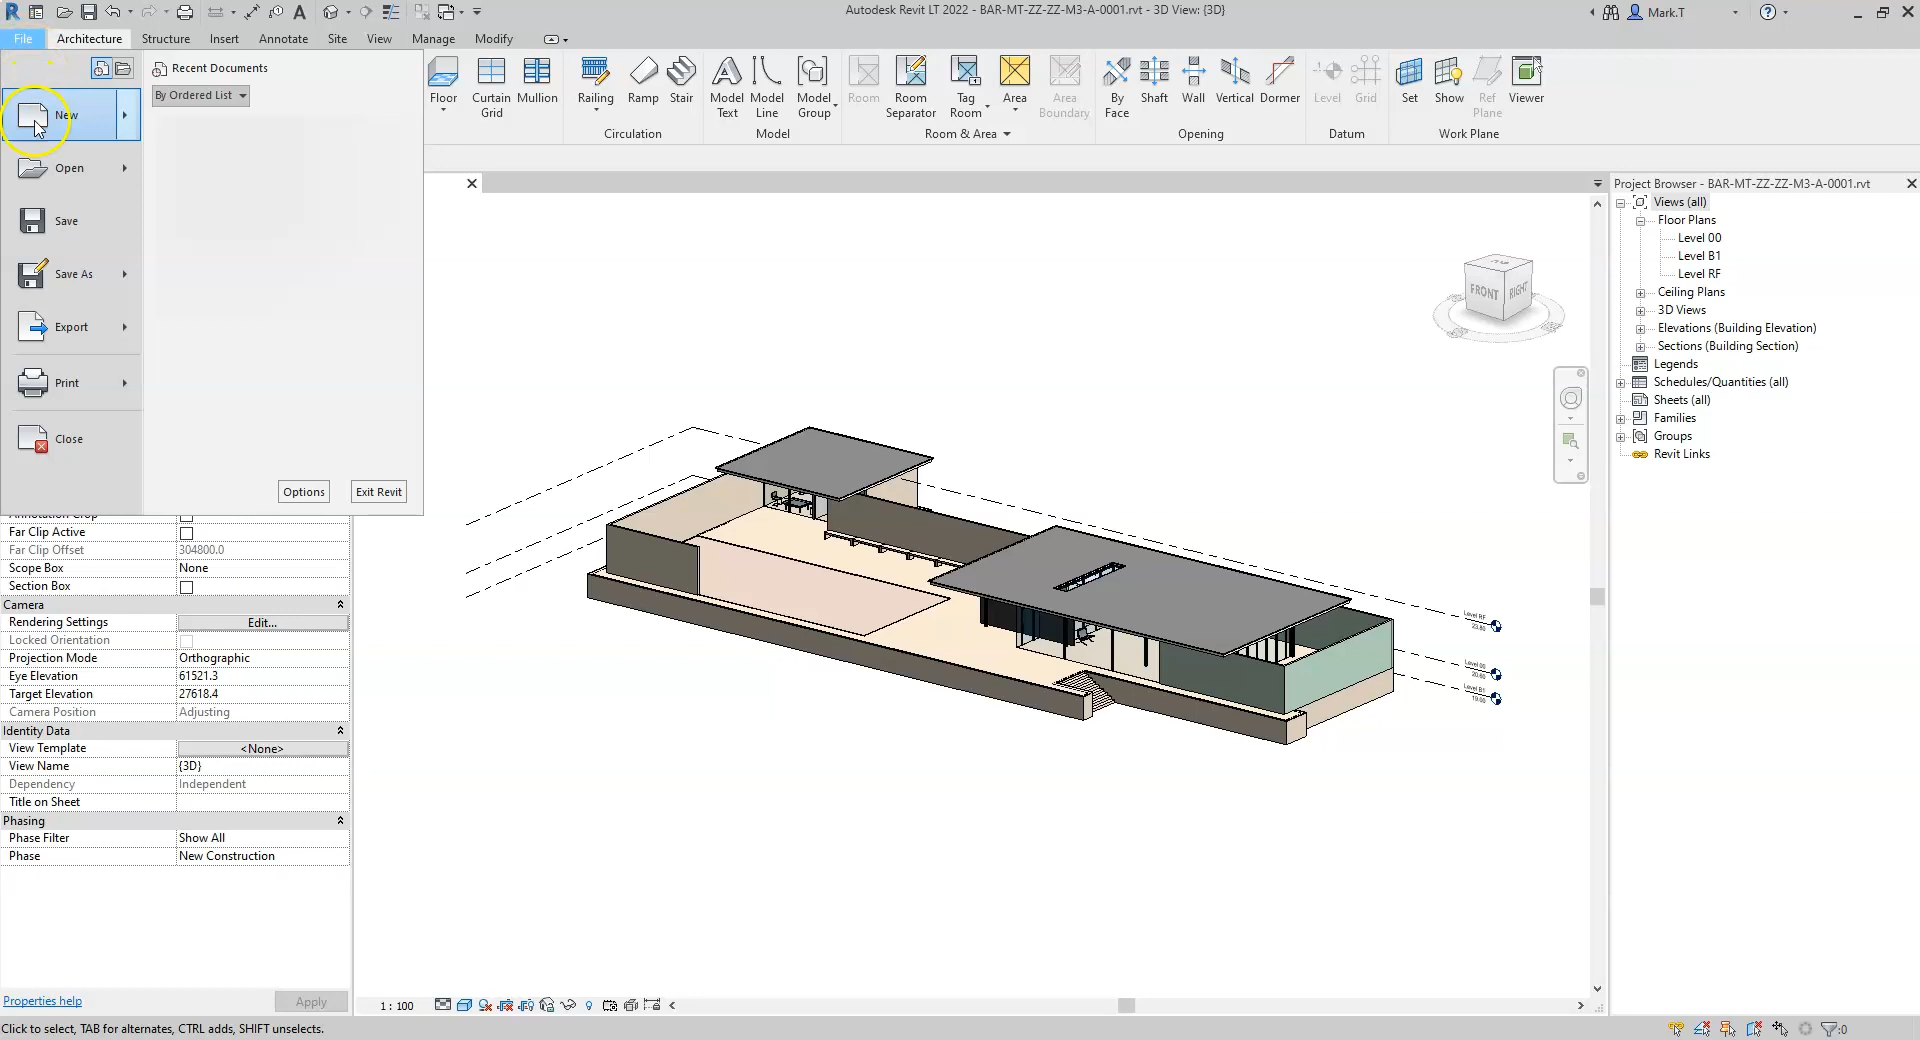 Autodesk Revit LT 2022 - BAR-MT-ZZ-ZZ-M3-A-0001.rvt - 3D View: {3D}
Mark.T
File Architecture Structure Insert Annotate Site View Manage Modify
Recent Documents
By Ordered List
New
Open
Save
Save As
Export
Print
Close
Options Exit Revit
Floor Curtain Grid Mullion Railing Ramp Stair Model Text Model Line Model Group Room Room Separator Tag Room Area Area Boundary By Face Shaft Wall Vertical Dormer Level Grid Set Show Ref Plane Viewer
Circulation Model Room & Area Opening Datum Work Plane
Project Browser - BAR-MT-ZZ-ZZ-M3-A-0001.rvt
Views (all)
Floor Plans
Level 00
Level B1
Level RF
Ceiling Plans
3D Views
Elevations (Building Elevation)
Sections (Building Section)
Legends
Schedules/Quantities (all)
Sheets (all)
Families
Groups
Revit Links
FRONT RIGHT
Level RF
Level 00
Level B1
Far Clip Active
Far Clip Offset 304800.0
Scope Box None
Section Box
Camera
Rendering Settings Edit...
Locked Orientation
Projection Mode Orthographic
Eye Elevation 61521.3
Target Elevation 27618.4
Camera Position Adjusting
Identity Data
View Template <None>
View Name {3D}
Dependency Independent
Title on Sheet
Phasing
Phase Filter Show All
Phase New Construction
Properties help Apply
1 : 100
Click to select, TAB for alternates, CTRL adds, SHIFT unselects.
:0